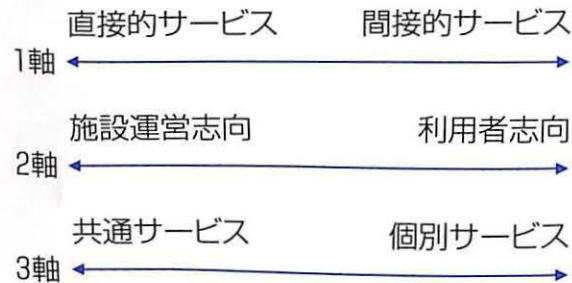 直接的サービス 間接的サービス
1軸
施設運営志向 利用者志向
2軸
共通サービス 個別サービス
3軸